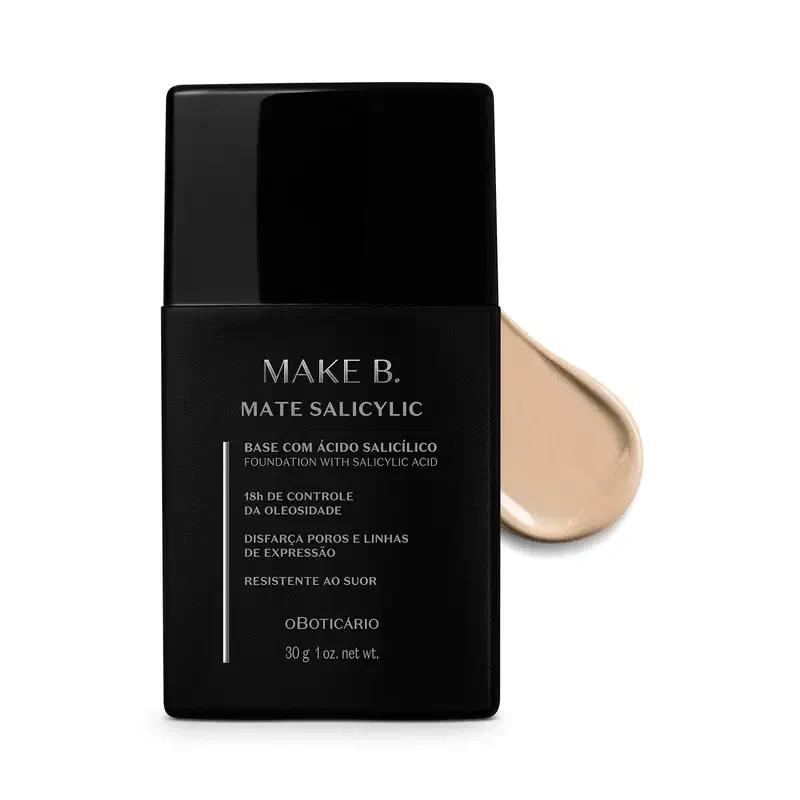 MAKE B.
MATE SALICYLIC
BASE COM ÁCIDO SALICÍLICO
FOUNDATION WITH SALICYLIC ACID
18h DE CONTROLE
DA OLEOSIDADE
DISFARÇA POROS E LINHAS
DE EXPRESSÃO
RESISTENTE AO SUOR
oBOTICÁRIO
30 g 1 oz. net wt.